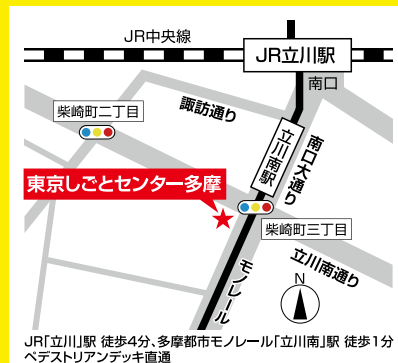 JR中央線
JR立川駅
南口
諏訪通り
柴崎町二丁目
立川南駅
南口大通り
東京しごとセンター多摩
柴崎町三丁目
立川南通り
モノレール
N
JR「立川」駅 徒歩4分、多摩都市モノレール「立川南」駅 徒歩1分
ペデストリアンデッキ直通